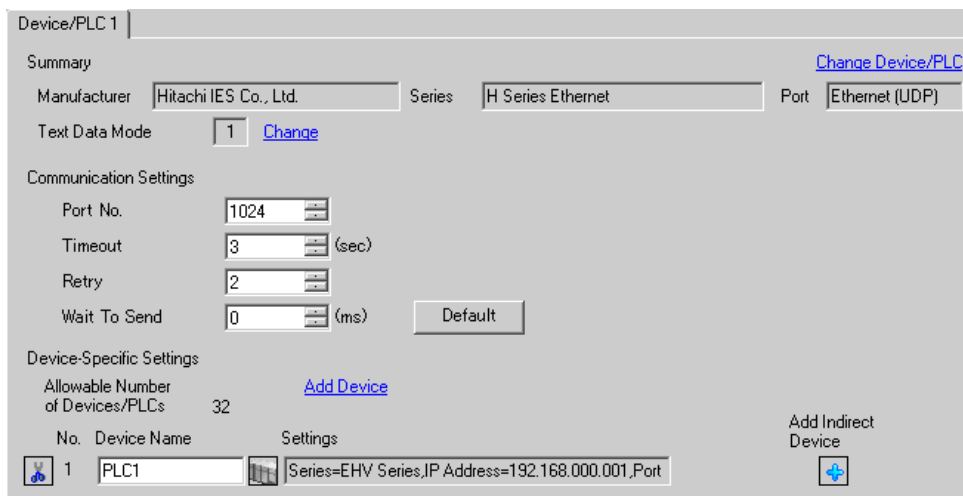 Device/PLC 1
Summary Change Device/PLC
Manufacturer Hitachi IES Co., Ltd. Series H Series Ethernet Port Ethernet (UDP)
Text Data Mode 1 Change
Communication Settings
Port No. 1024
Timeout 3 (sec)
Retry 2
Wait To Send 0 (ms) Default
Device-Specific Settings
Allowable Number of Devices/PLCs 32 Add Device
Add Indirect Device
No. Device Name Settings
1 PLC1 Series=EHV Series,IP Address=192.168.000.001,Port